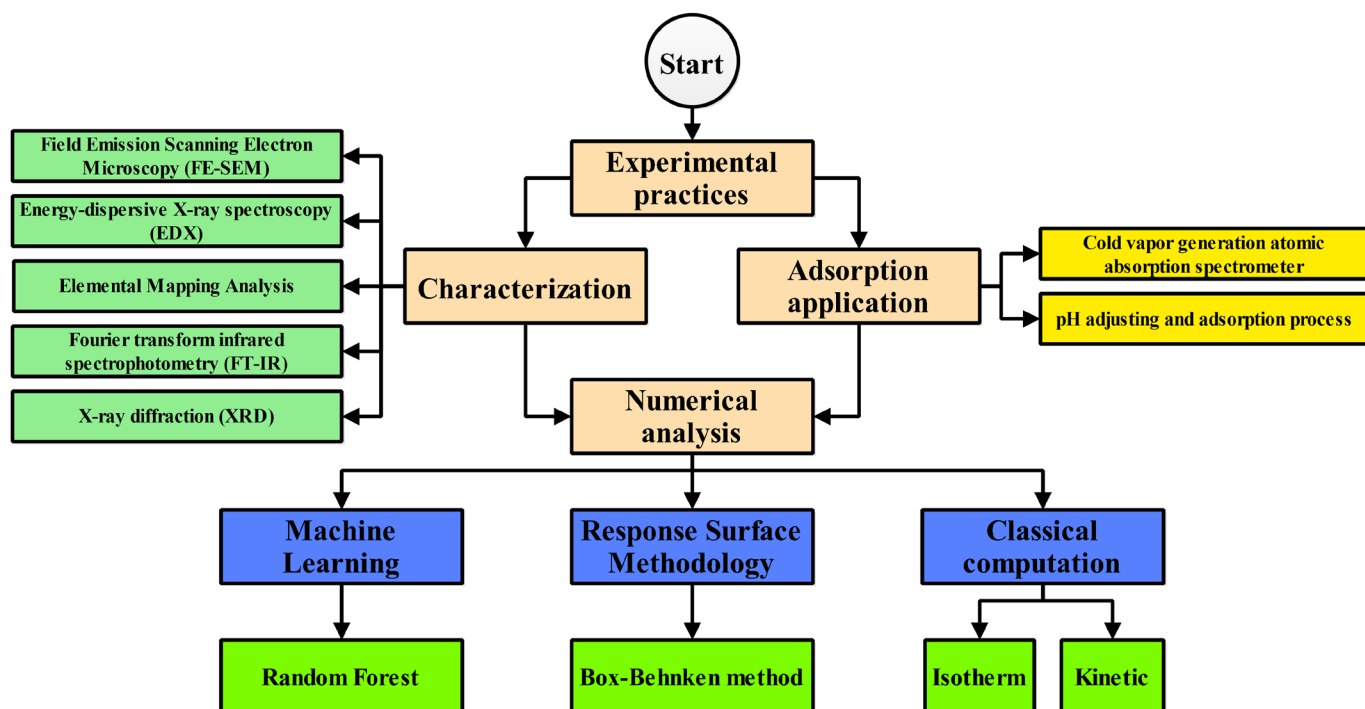 Start
Experimental
practices
Field Emission Scanning Electron
Microscopy (FE-SEM)
Energy-dispersive X-ray spectroscopy
(EDX)
Elemental Mapping Analysis
Fourier transform infrared
spectrophotometry (FT-IR)
X-ray diffraction (XRD)
Characterization
Adsorption
application
Cold vapor generation atomic
absorption spectrometer
pH adjusting and adsorption process
Numerical
analysis
Machine
Learning
Response Surface
Methodology
Classical
computation
Random Forest
Box-Behnken method
Isotherm
Kinetic